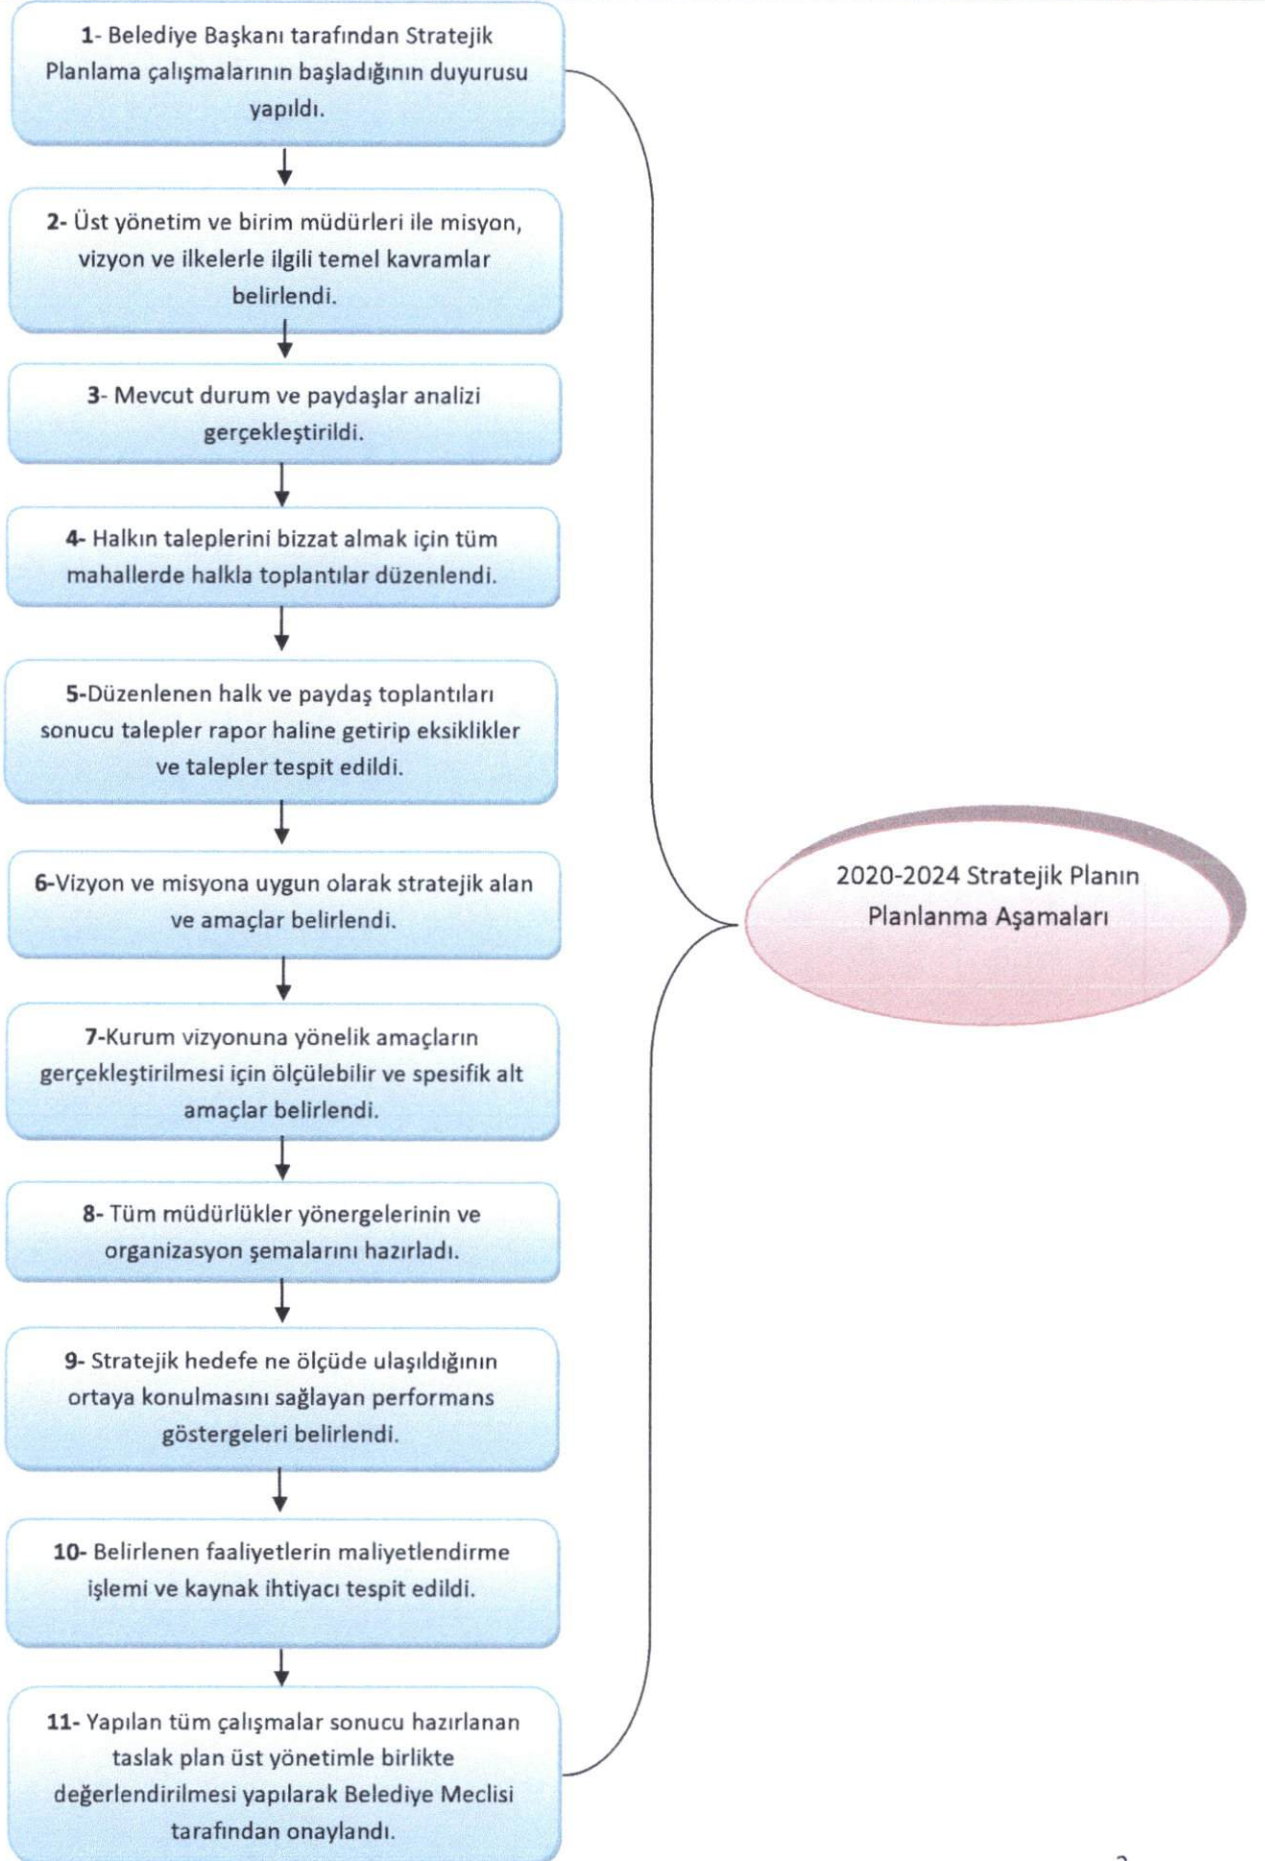 1- Belediye Başkanı tarafından Stratejik
Planlama çalışmalarının başladığının duyurusu
yapıldı.
2- Üst yönetim ve birim müdürleri ile misyon,
vizyon ve ilkelerle ilgili temel kavramlar
belirlendi.
3- Mevcut durum ve paydaşlar analizi
gerçekleştirildi.
4- Halkın taleplerini bizzat almak için tüm
mahallerde halkla toplantılar düzenlendi.
5-Düzenlenen halk ve paydaş toplantıları
sonucu talepler rapor haline getirip eksiklikler
ve talepler tespit edildi.
6-Vizyon ve misyona uygun olarak stratejik alan
ve amaçlar belirlendi.
7-Kurum vizyonuna yönelik amaçların
gerçekleştirilmesi için ölçülebilir ve spesifik alt
amaçlar belirlendi.
8- Tüm müdürlükler yönergelerinin ve
organizasyon şemalarını hazırladı.
9- Stratejik hedefe ne ölçüde ulaşıldığının
ortaya konulmasını sağlayan performans
göstergeleri belirlendi.
10- Belirlenen faaliyetlerin maliyetlendirme
işlemi ve kaynak ihtiyacı tespit edildi.
11- Yapılan tüm çalışmalar sonucu hazırlanan
taslak plan üst yönetimle birlikte
değerlendirilmesi yapılarak Belediye Meclisi
tarafından onaylandı.
2020-2024 Stratejik Planın
Planlanma Aşamaları